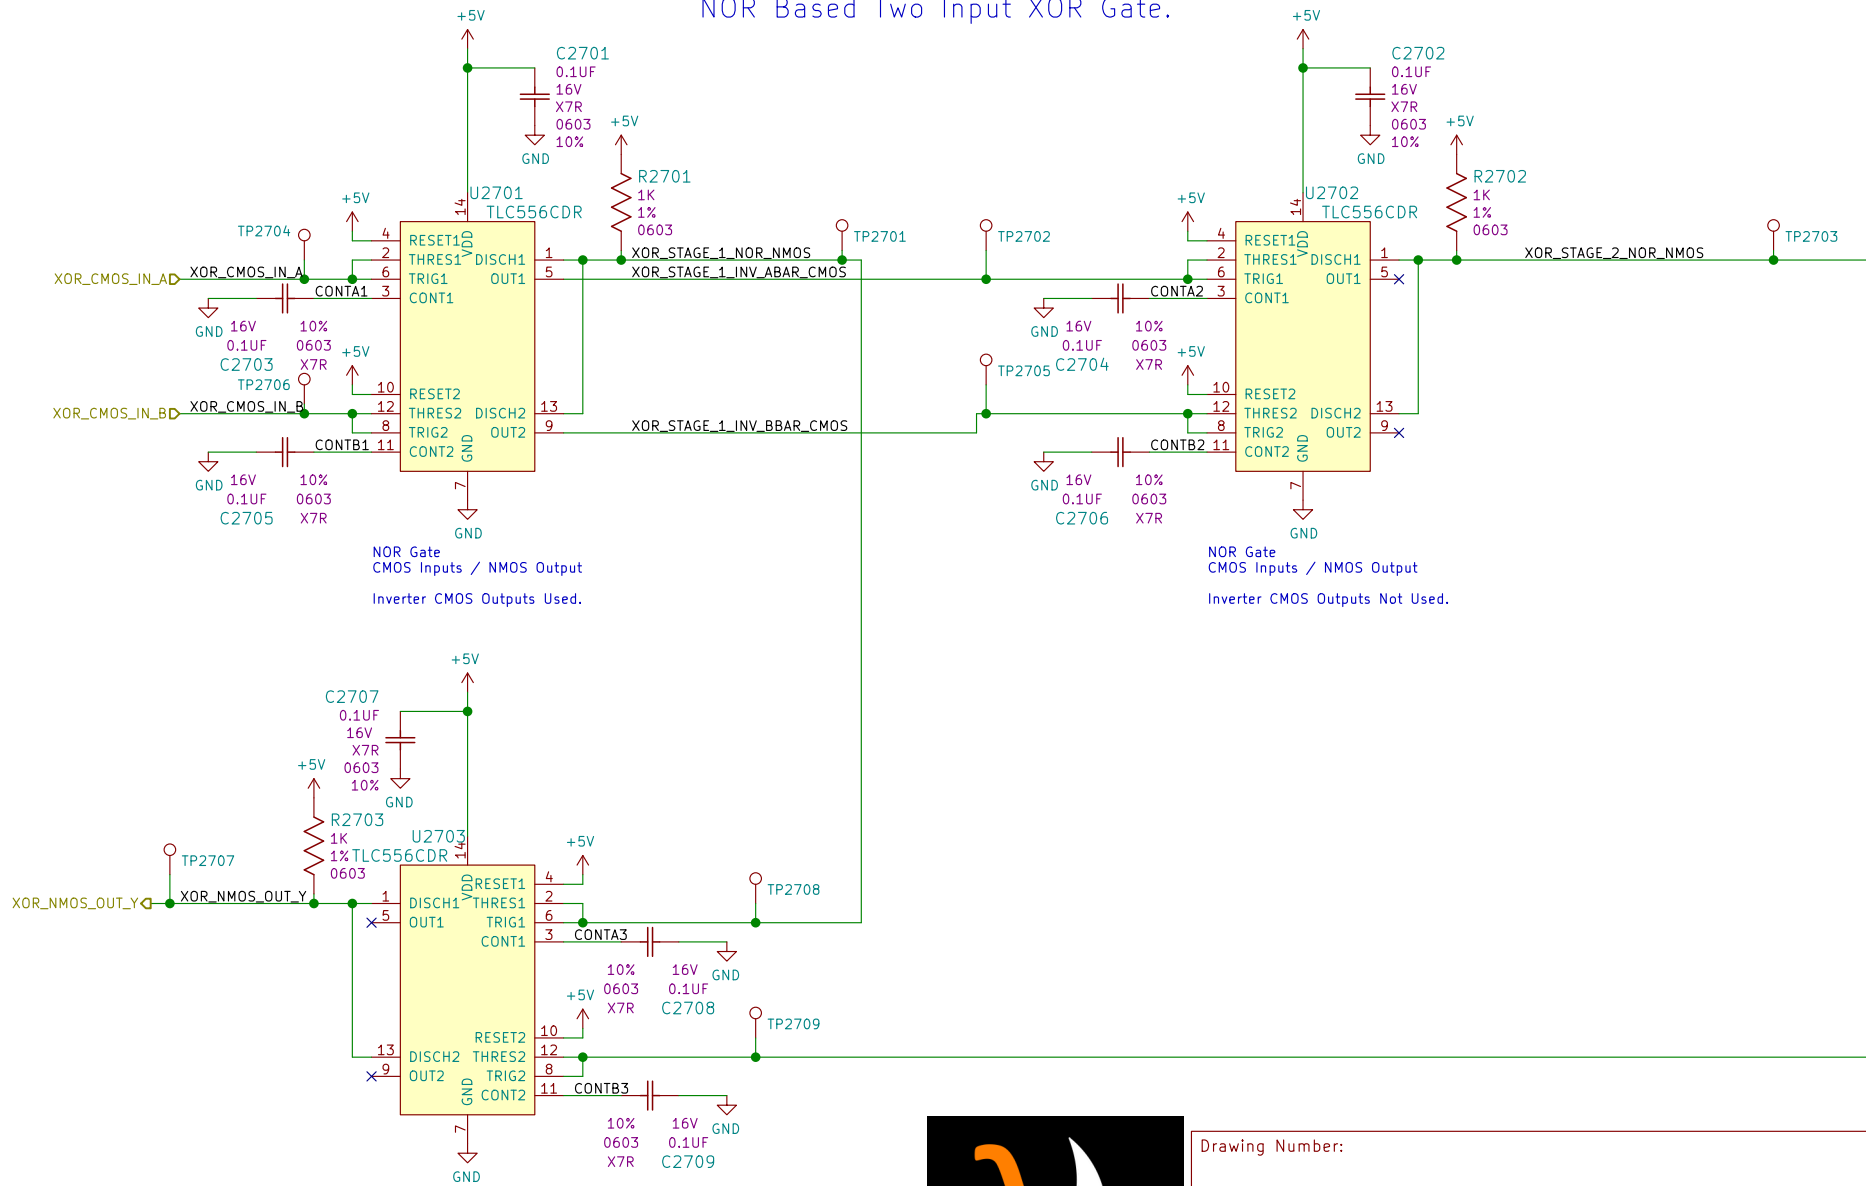 NOR Based Two Input XOR Gate.
+5V
C2701
0.1UF
16V
X7R
0603
10%
GND
+5V
R2701
1K
1%
0603
U2701
TLC556CDR
14
+5V
TP2704
XOR_CMOS_IN_A
XOR_CMOS_IN_A
4
2
6
3
RESET1
THRES1
TRIG1
CONT1
VDD
DISCH1
OUT1
1
5
XOR_STAGE_1_NOR_NMOS
XOR_STAGE_1_INV_ABAR_CMOS
TP2701
CONTA1
GND
16V
0.1UF
C2703
10%
0603
X7R
+5V
TP2706
XOR_CMOS_IN_B
XOR_CMOS_IN_B
10
12
8
11
RESET2
THRES2
TRIG2
CONT2
GND
DISCH2
OUT2
13
9
XOR_STAGE_1_INV_BBAR_CMOS
CONTB1
GND
16V
0.1UF
C2705
10%
0603
X7R
7
GND
NOR Gate
CMOS Inputs / NMOS Output
Inverter CMOS Outputs Used.
+5V
C2702
0.1UF
16V
X7R
0603
10%
GND
+5V
R2702
1K
1%
0603
U2702
TLC556CDR
14
+5V
TP2702
4
2
6
3
RESET1
THRES1
TRIG1
CONT1
VDD
DISCH1
OUT1
1
5
XOR_STAGE_2_NOR_NMOS
TP2703
CONTA2
GND
16V
0.1UF
C2704
10%
0603
X7R
+5V
TP2705
10
12
8
11
RESET2
THRES2
TRIG2
CONT2
GND
DISCH2
OUT2
13
9
CONTB2
GND
16V
0.1UF
C2706
10%
0603
X7R
7
GND
NOR Gate
CMOS Inputs / NMOS Output
Inverter CMOS Outputs Not Used.
+5V
C2707
0.1UF
16V
X7R
0603
10%
GND
+5V
R2703
1K
1%
0603
U2703
TLC556CDR
14
TP2707
XOR_NMOS_OUT_Y
XOR_NMOS_OUT_Y
1
5
DISCH1
OUT1
VDD
RESET1
THRES1
TRIG1
CONT1
4
2
6
3
+5V
TP2708
CONTA3
GND
10%
0603
X7R
16V
0.1UF
C2708
+5V
TP2709
13
9
DISCH2
OUT2
GND
RESET2
THRES2
TRIG2
CONT2
10
12
8
11
CONTB3
GND
10%
0603
X7R
16V
0.1UF
C2709
7
GND
Drawing Number: